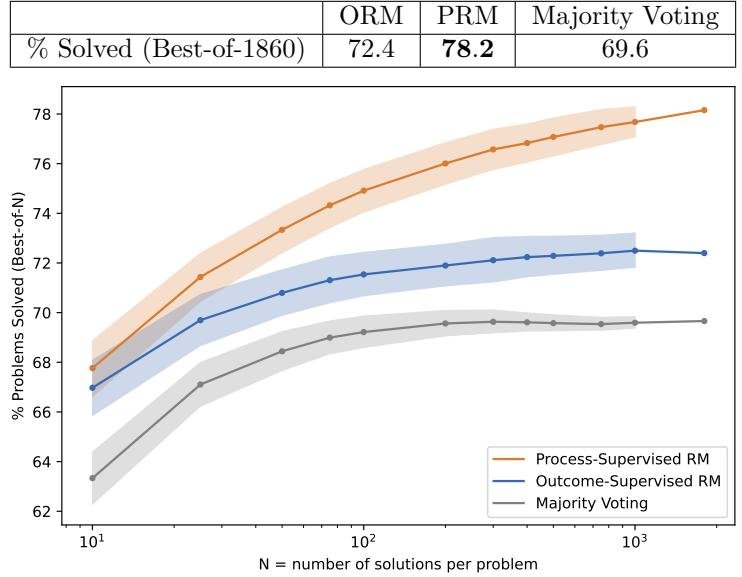 ORM PRM Majority Voting
% Solved (Best-of-1860) 72.4 78.2 69.6
78
76
74
72
70
68
66
64
62
% Problems Solved (Best-of-N)
Process-Supervised RM
Outcome-Supervised RM
Majority Voting
10¹ 10² 10³
N = number of solutions per problem